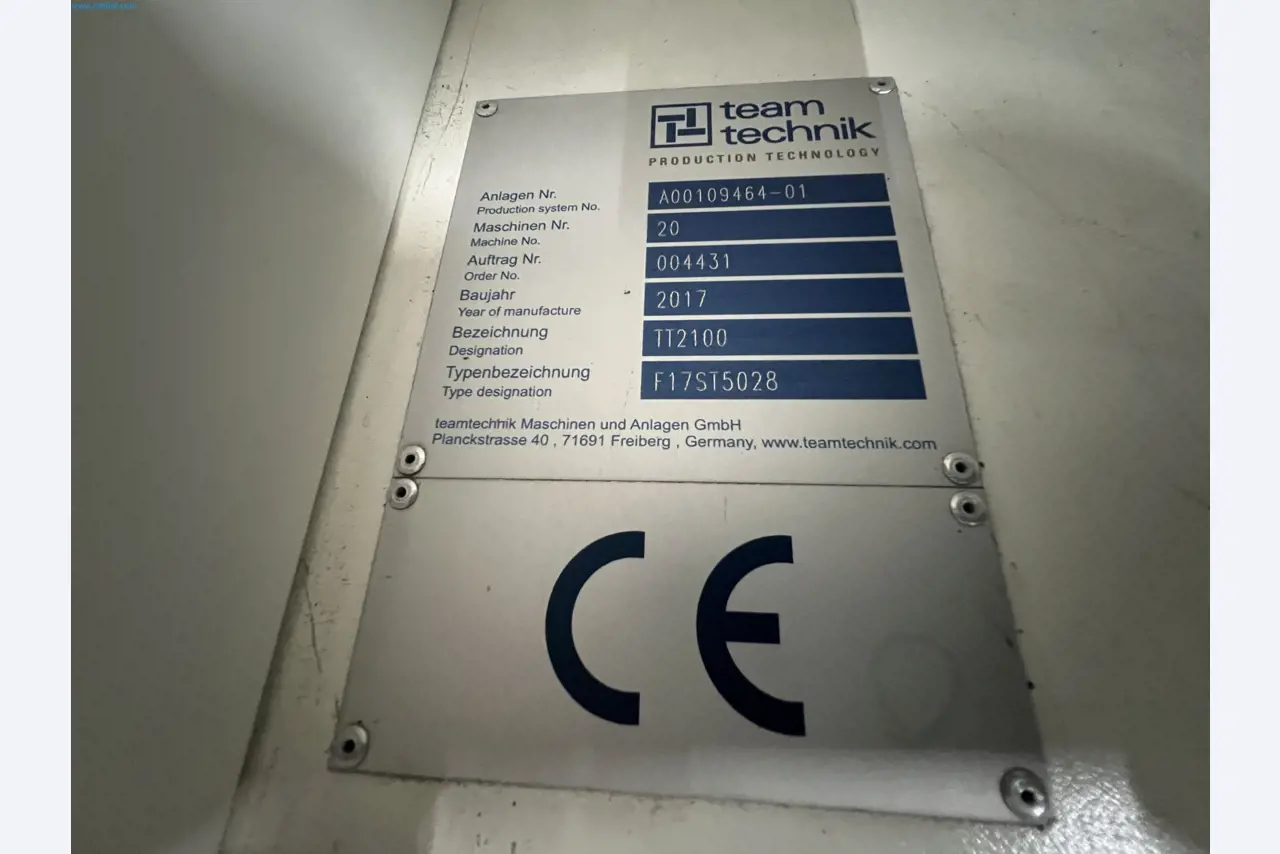 team
technik
PRODUCTION TECHNOLOGY
Anlagen Nr.
Production system No.
A00109464-01
Maschinen Nr.
Machine No.
20
Auftrag Nr.
Order No.
004431
Baujahr
Year of manufacture
2017
Bezeichnung
Designation
TT2100
Typenbezeichnung
Type designation
F17ST5028
teamtechnik Maschinen und Anlagen GmbH
Planckstrasse 40 , 71691 Freiberg , Germany, www.teamtechnik.com
CE